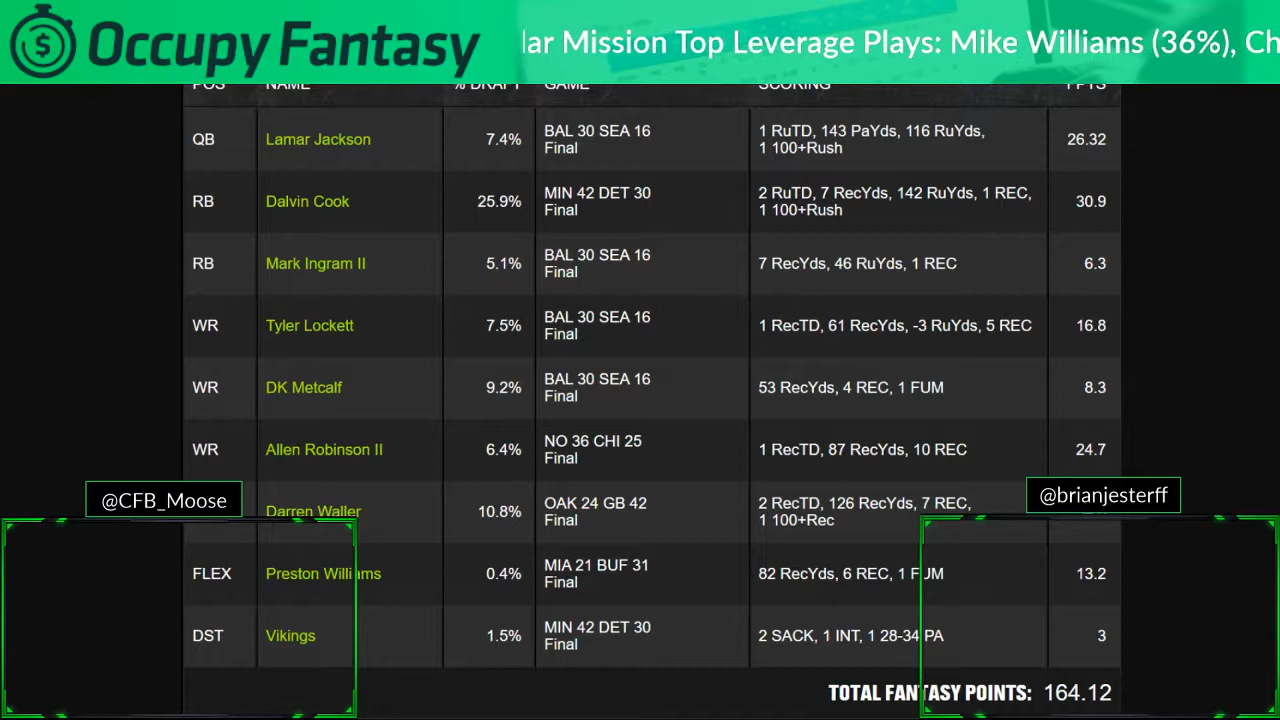 Occupy Fantasy
lar Mission Top Leverage Plays: Mike Williams (36%), Ch
POS NAME % DRAFT GAME SCORING FPTS
QB Lamar Jackson 7.4% BAL 30 SEA 16 1 RuTD, 143 PaYds, 116 RuYds, 26.32
Final 1 100+Rush
RB Dalvin Cook 25.9% MIN 42 DET 30 2 RuTD, 7 RecYds, 142 RuYds, 1 REC, 30.9
Final 1 100+Rush
RB Mark Ingram II 5.1% BAL 30 SEA 16 7 RecYds, 46 RuYds, 1 REC 6.3
Final
WR Tyler Lockett 7.5% BAL 30 SEA 16 1 RecTD, 61 RecYds, -3 RuYds, 5 REC 16.8
Final
WR DK Metcalf 9.2% BAL 30 SEA 16 53 RecYds, 4 REC, 1 FUM 8.3
Final
WR Allen Robinson II 6.4% NO 36 CHI 25 1 RecTD, 87 RecYds, 10 REC 24.7
Final
@CFB_Moose
@brianjesterff
Darren Waller 10.8% OAK 24 GB 42 2 RecTD, 126 RecYds, 7 REC,
Final 1 100+Rec
FLEX Preston Williams 0.4% MIA 21 BUF 31 82 RecYds, 6 REC, 1 FUM 13.2
Final
DST Vikings 1.5% MIN 42 DET 30 2 SACK, 1 INT, 1 28-34 PA 3
Final
TOTAL FANTASY POINTS: 164.12